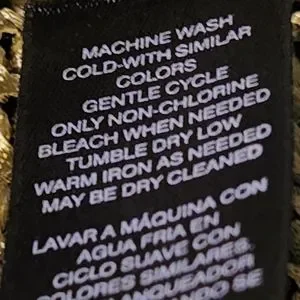 MACHINE WASH
COLD-WITH SIMILAR
COLORS
GENTLE CYCLE
ONLY NON-CHLORINE
BLEACH WHEN NEEDED
TUMBLE DRY LOW
WARM IRON AS NEEDED
MAY BE DRY CLEANED
LAVAR A MÁQUINA CON
AGUA FRIA EN
CICLO SUAVE CON
COLORES SIMILARES.